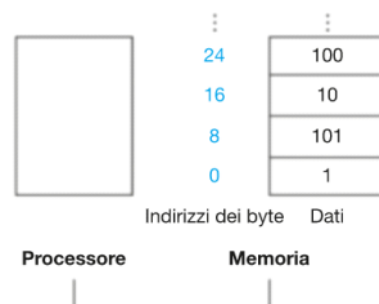 24 100
16 10
8 101
0 1
Indirizzi dei byte Dati
Processore Memoria